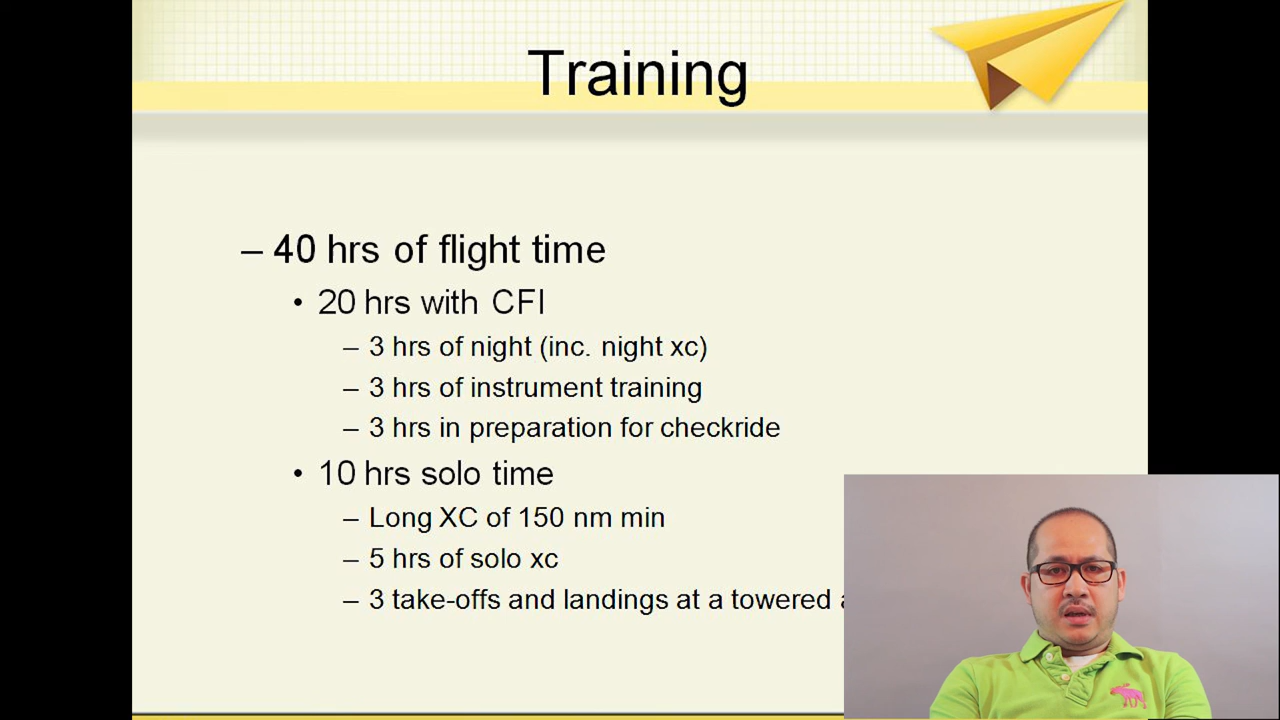 Training
– 40 hrs of flight time
• 20 hrs with CFI
– 3 hrs of night (inc. night xc)
– 3 hrs of instrument training
– 3 hrs in preparation for checkride
• 10 hrs solo time
– Long XC of 150 nm min
– 5 hrs of solo xc
– 3 take-offs and landings at a towered